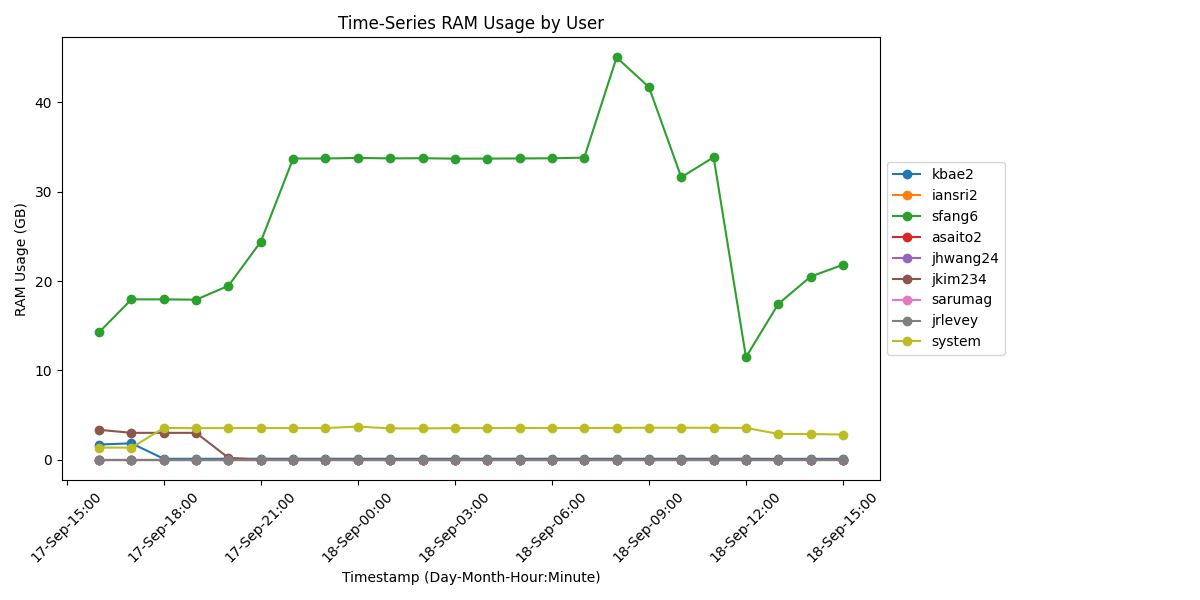 Time-Series RAM Usage by User
RAM Usage (GB)
40
30
20
10
0
17-Sep-15:00
17-Sep-18:00
17-Sep-21:00
18-Sep-00:00
18-Sep-03:00
18-Sep-06:00
18-Sep-09:00
18-Sep-12:00
18-Sep-15:00
Timestamp (Day-Month-Hour:Minute)
kbae2
iansri2
sfang6
asaito2
jhwang24
jkim234
sarumag
jrlevey
system